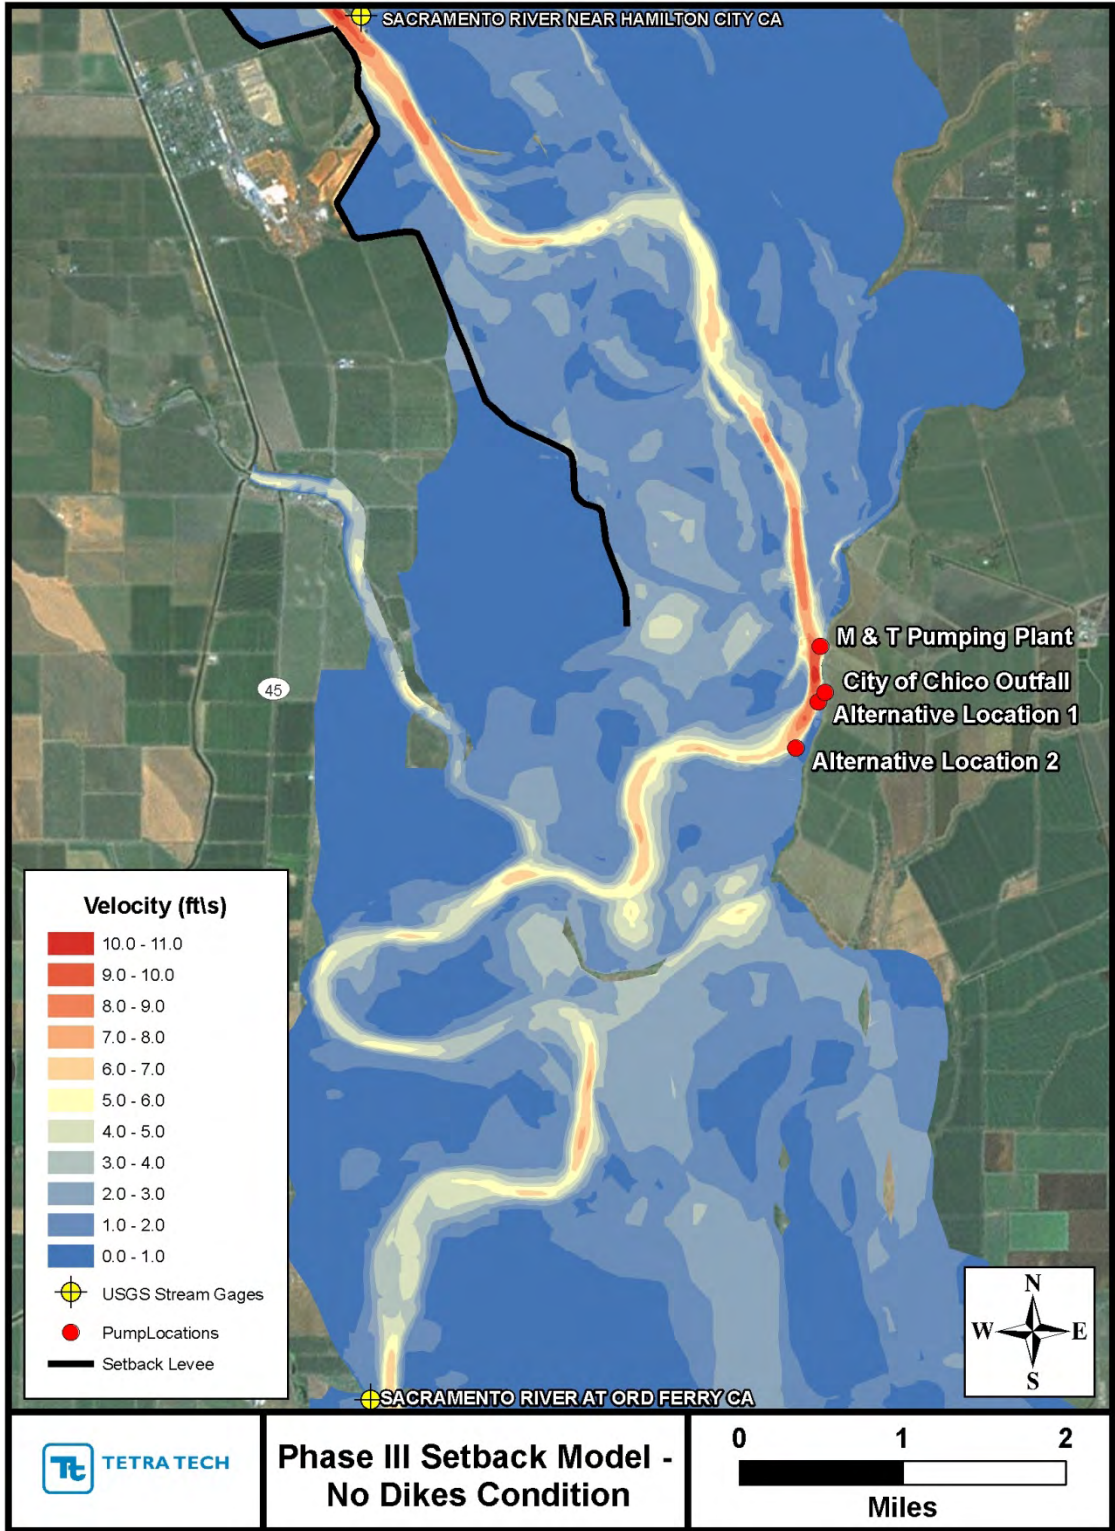 SACRAMENTO RIVER NEAR HAMILTON CITY CA
M & T Pumping Plant
City of Chico Outfall
45
Alternative Location 1
Alternative Location 2
Velocity (ft\s)
10.0 - 11.0
9.0 - 10.0
8.0 - 9.0
7.0 - 8.0
6.0 - 7.0
5.0 - 6.0
4.0 - 5.0
3.0 - 4.0
2.0 - 3.0
1.0 - 2.0
0.0 - 1.0
USGS Stream Gages
PumpLocations
Setback Levee
N
W E
S
SACRAMENTO RIVER AT ORD FERRY CA
Tt TETRA TECH
Phase III Setback Model -
No Dikes Condition
0 1 2
Miles